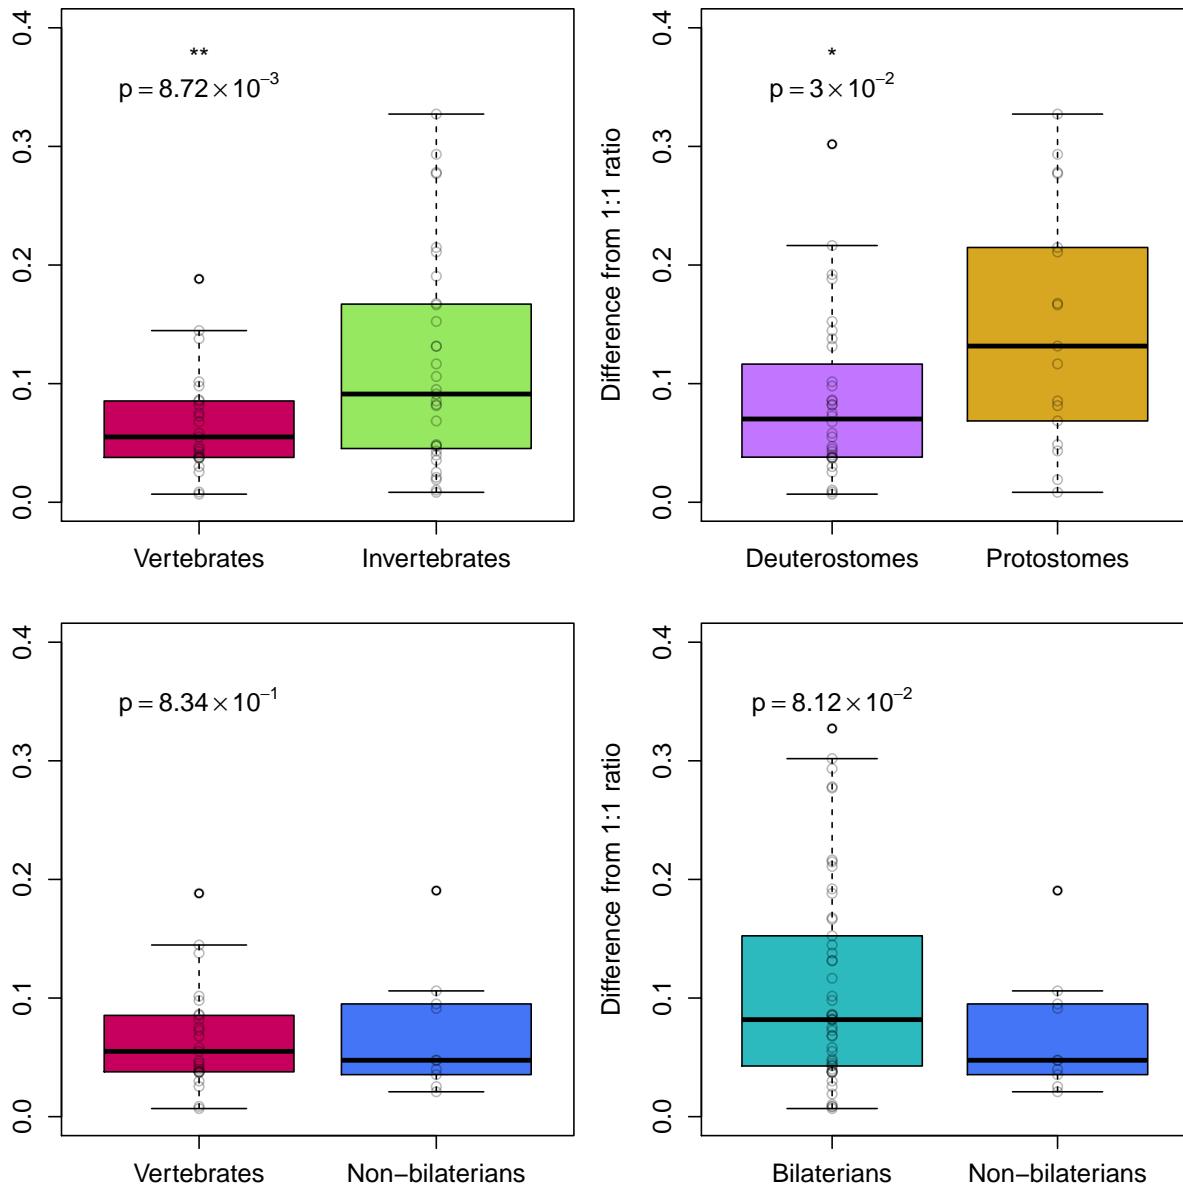 0.4
0.3
0.2
0.1
0.0
**
p = 8.72 × 10⁻³
Vertebrates
Invertebrates
Difference from 1:1 ratio
0.4
0.3
0.2
0.1
0.0
*
p = 3 × 10⁻²
Deuterostomes
Protostomes
0.4
0.3
0.2
0.1
0.0
p = 8.34 × 10⁻¹
Vertebrates
Non−bilaterians
Difference from 1:1 ratio
0.4
0.3
0.2
0.1
0.0
p = 8.12 × 10⁻²
Bilaterians
Non−bilaterians